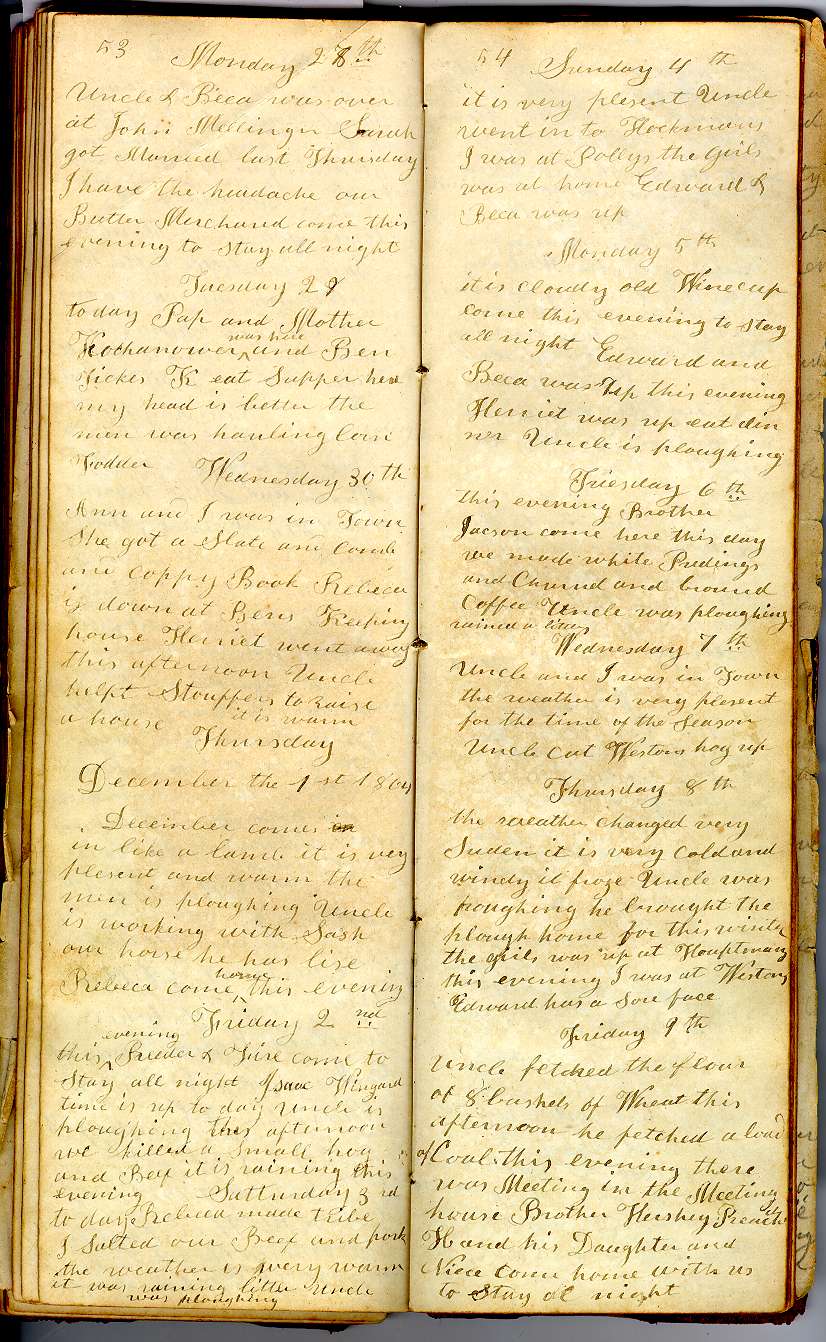 53
Monday 28th
Uncle & Beca was over
at John Mellinger Sarah
got Married last Thursday
I have the headache our
Butter Merchand come this
evening to stay all night
Tuesday 29
to day Pap and Mother
Kochanower was here and Ben
K eat Supper here
my head is better the
men was hauling Corn
Fodder
Wednesday 30th
Ann and I was in Town
She got a Slate and Comb
and Coppy Book Rebeca
is down at Bens Keeping
house Herriet went away
this afternoon Uncle
helpt Stouffers to raise
a house it is warm
Thursday
December the 1st 1864
December comes
in like a lamb it is very
plesent and warm the
men is ploughing Uncle
is working with Sash
our horse he has lise
Rebeca come home this evening
Friday 2nd
this evening & come to
Stay all night Isaac Wingard
time is up to day Uncle is
ploughing this afternoon
we killed a Small hog
and Beef it is raining this
evening
Satturday 3rd
to day Rebeca made
I Salted our Beef and pork
the weather is very warm
it was raining litter Uncle
was ploughing
54
Sunday 4th
it is very plesent Uncle
went in to Hockmans
I was at Pollys the Girls
was at home Edward &
Beca was up
Monday 5th
it is cloudy old Winecup
come this evening to stay
all night Edward and
Beca was up this evening
Herriet was up eat din
ner Uncle is ploughing
Tuesday 6th
this evening Brother
Jacson come here this day
we made white Pudings
and Churnd and bround
Coffee Uncle was ploughing
rained a litter
Wednesday 7th
Uncle and I was in Town
the weather is very plesent
for the time of the Season
Uncle cut Westons hog up
Thursday 8th
the weather changed very
Suden it is very Cold and
windy it froze Uncle was
ploughing he brought the
plough home for this winter
the girls was up at Houptmans
this evening I was at Westons
Edward has a Sore face
Friday 9th
Uncle fetched the flour
of 8 bushels of Wheat this
afternoon he fetched a load
of Coal this evening there
was Meeting in the Meeting
house Brother Hershey Preach
H and his Daughter and
Niece come home with us
to Stay al night